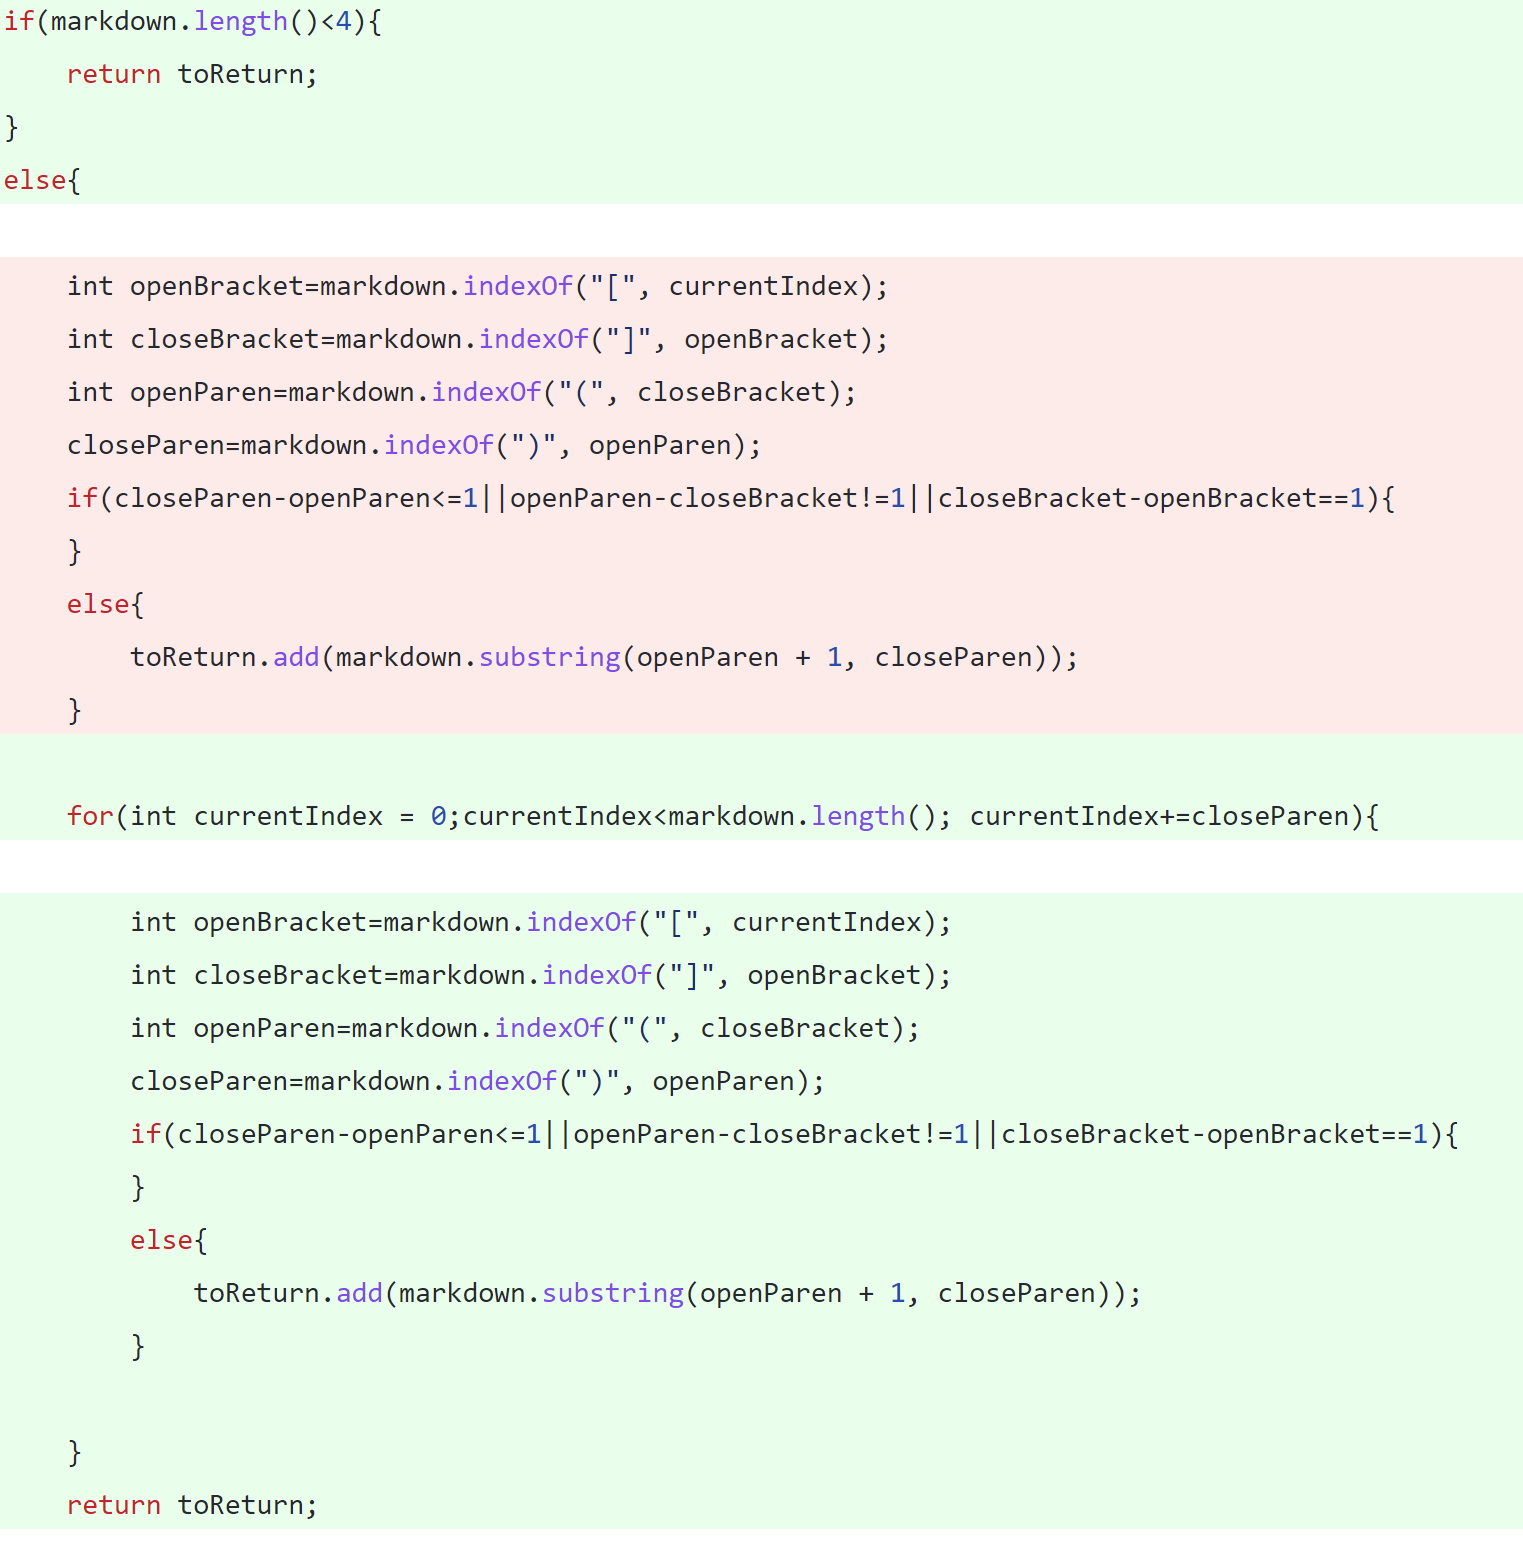 if(markdown.length()<4){
    return toReturn;
}
else{
    int openBracket=markdown.indexOf("[", currentIndex);
    int closeBracket=markdown.indexOf("]", openBracket);
    int openParen=markdown.indexOf("(", closeBracket);
    closeParen=markdown.indexOf(")", openParen);
    if(closeParen-openParen<=1||openParen-closeBracket!=1||closeBracket-openBracket==1){
    }
    else{
        toReturn.add(markdown.substring(openParen + 1, closeParen));
    }
    for(int currentIndex = 0;currentIndex<markdown.length(); currentIndex+=closeParen){
        int openBracket=markdown.indexOf("[", currentIndex);
        int closeBracket=markdown.indexOf("]", openBracket);
        int openParen=markdown.indexOf("(", closeBracket);
        closeParen=markdown.indexOf(")", openParen);
        if(closeParen-openParen<=1||openParen-closeBracket!=1||closeBracket-openBracket==1){
        }
        else{
            toReturn.add(markdown.substring(openParen + 1, closeParen));
        }
    }
    return toReturn;